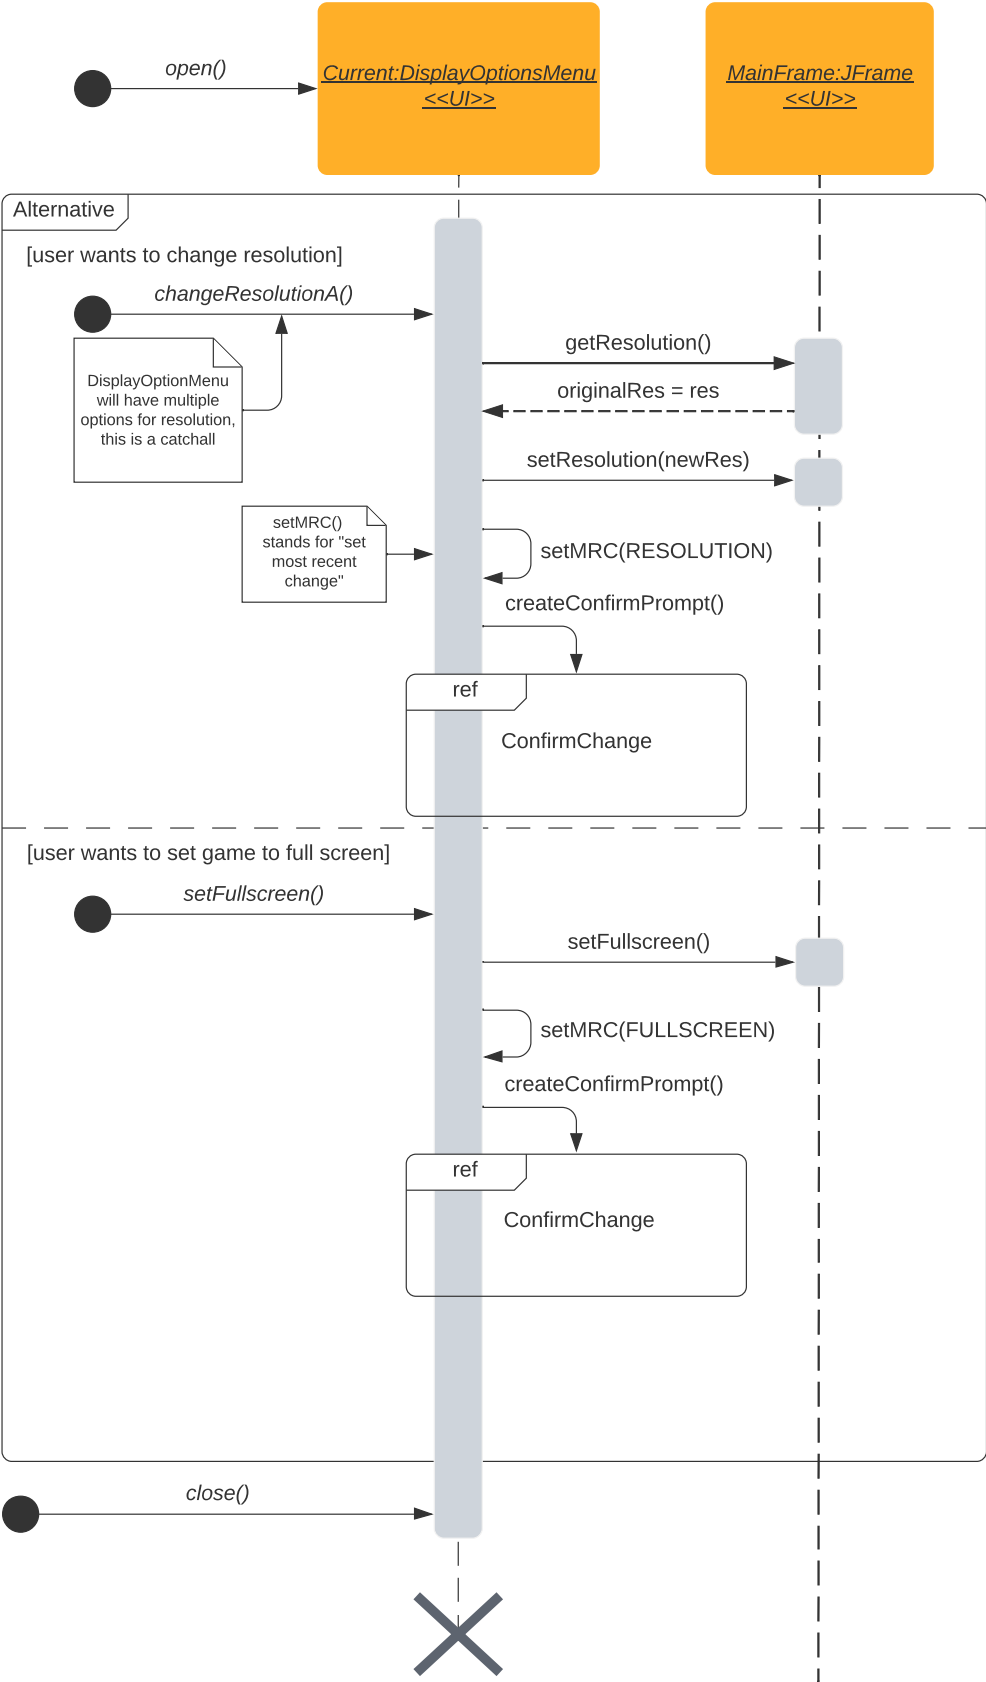 open()
Current:DisplayOptionsMenu
<<UI>>
MainFrame:JFrame
<<UI>>
Alternative
[user wants to change resolution]
changeResolutionA()
getResolution()
DisplayOptionMenu
will have multiple
options for resolution,
this is a catchall
originalRes = res
setResolution(newRes)
setMRC()
stands for "set
most recent
change"
setMRC(RESOLUTION)
createConfirmPrompt()
ref
ConfirmChange
[user wants to set game to full screen]
setFullscreen()
setFullscreen()
setMRC(FULLSCREEN)
createConfirmPrompt()
ref
ConfirmChange
close()